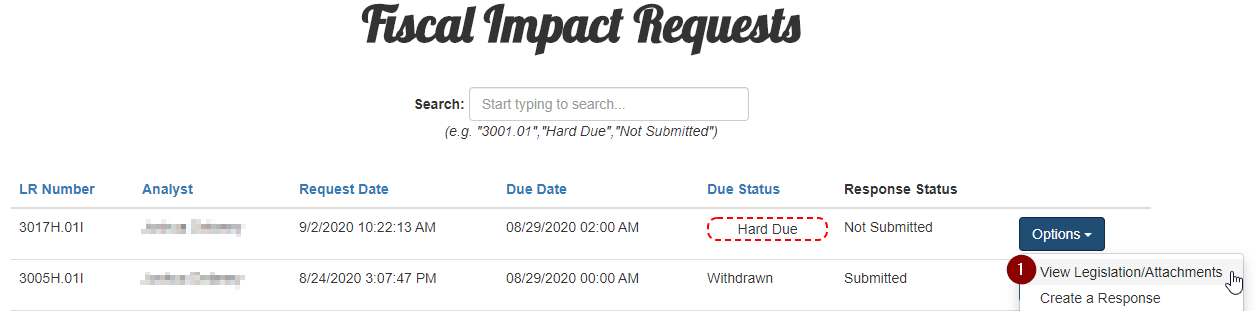 Fiscal Impact Requests
Search: Start typing to search...
(e.g. "3001.01","Hard Due","Not Submitted")
LR Number Analyst Request Date Due Date Due Status Response Status
3017H.01I 9/2/2020 10:22:13 AM 08/29/2020 02:00 AM Hard Due Not Submitted Options
3005H.01I 8/24/2020 3:07:47 PM 08/29/2020 00:00 AM Withdrawn Submitted
1 View Legislation/Attachments
Create a Response